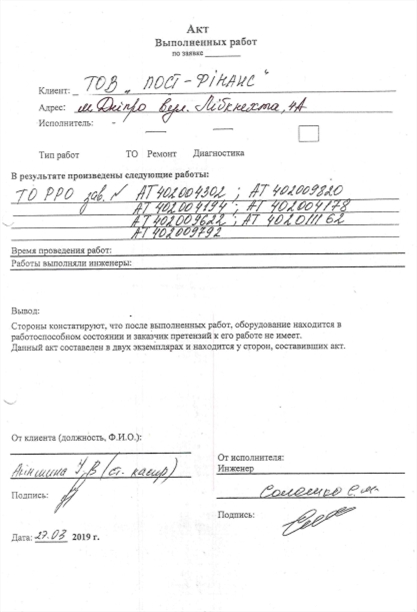 Акт
Выполненных работ
по заявке
Клиент: ТОВ „ПОСТ-ФІНАНС"
Адрес: м. Дніпро вул. Лібкнехта, 4А
Исполнитель:
Тип работ ТО Ремонт Диагностика
В результате произведены следующие работы:
ТО РРО зав. № АТ 402004302 ; АТ 402009820
АТ 402004194 ; АТ 402004178
АТ 402009622 ; АТ 402011162
АТ 402009792
Время проведения работ:
Работы выполняли инженеры:
Вывод:
Стороны констатируют, что после выполненных работ, оборудование находится в
работоспособном состоянии и заказчик претензий к его работе не имеет.
Данный акт составлен в двух экземплярах и находится у сторон, составивших акт.
От клиента (должность, Ф.И.О.):
(ст. касир)
Подпись:
Дата: 27.03 2019 г.
От исполнителя:
Инженер
Соломко С.М.
Подпись: